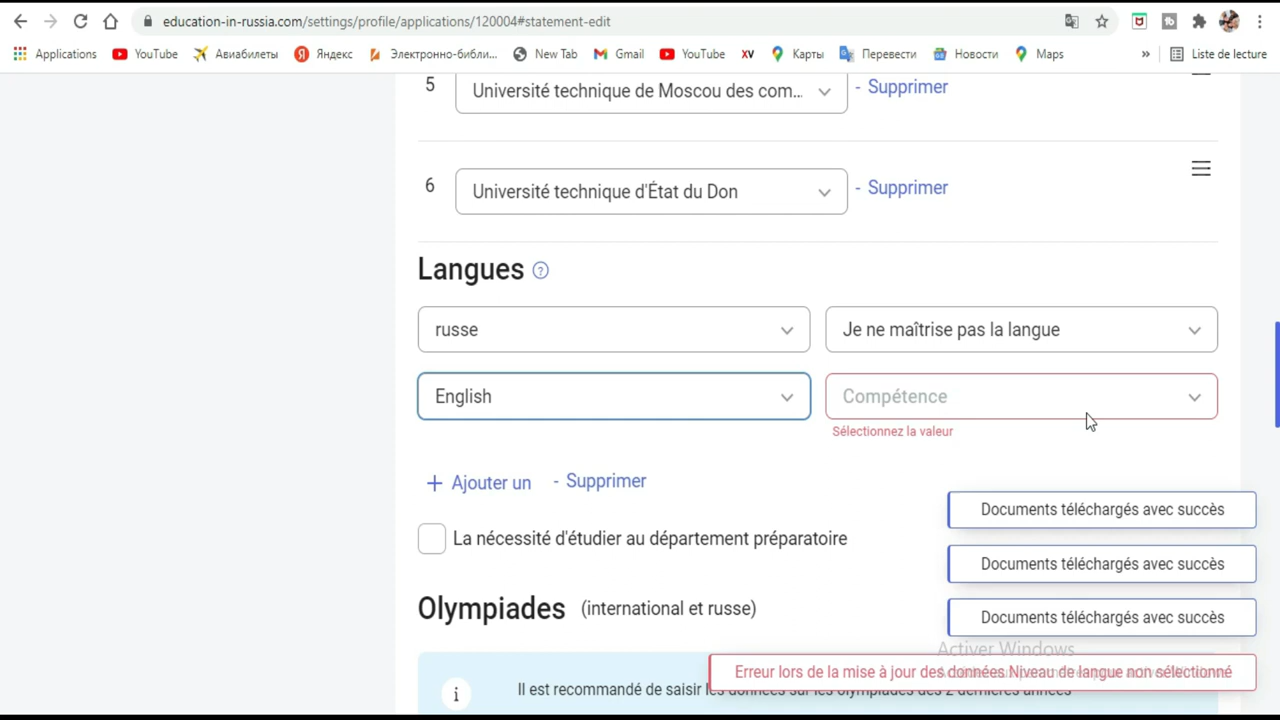 education-in-russia.com/settings/profile/applications/120004#statement-edit
Applications YouTube Авиабилеты Яндекс Электронно-библи... New Tab Gmail YouTube XV Карты Перевести Новости Maps » Liste de lecture
5 Université technique de Moscou des com... - Supprimer
6 Université technique d'État du Don - Supprimer
Langues ?
russe Je ne maîtrise pas la langue
English Compétence
Sélectionnez la valeur
+ Ajouter un - Supprimer
Documents téléchargés avec succès
La nécessité d'étudier au département préparatoire
Documents téléchargés avec succès
Olympiades (international et russe)
Documents téléchargés avec succès
Activer Windows
Erreur lors de la mise à jour des données Niveau de langue non sélectionné
Il est recommandé de saisir les données sur les olympiades des 2 dernières années